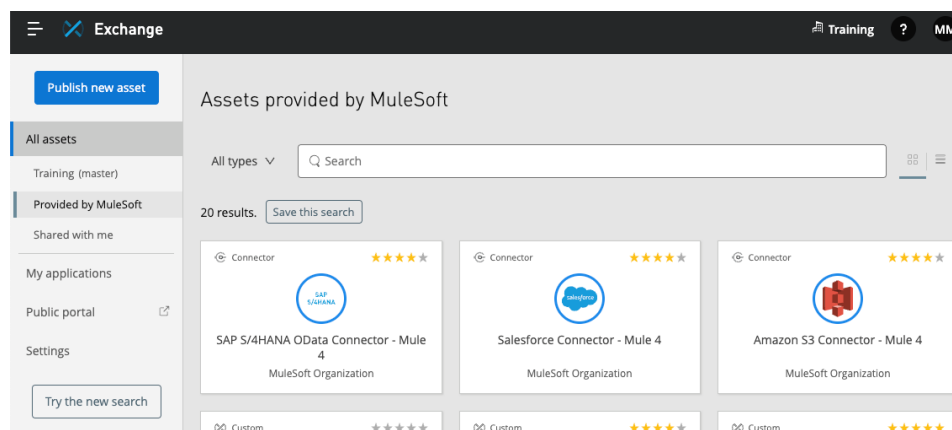 Exchange
Training
?
MM
Publish new asset
All assets
Training (master)
Provided by MuleSoft
Shared with me
My applications
Public portal
Settings
Try the new search
Assets provided by MuleSoft
All types
Search
20 results.
Save this search
Connector
SAP
S/4HANA
SAP S/4HANA OData Connector - Mule
4
MuleSoft Organization
Connector
salesforce
Salesforce Connector - Mule 4
MuleSoft Organization
Connector
Amazon S3 Connector - Mule 4
MuleSoft Organization
Custom
Custom
Custom